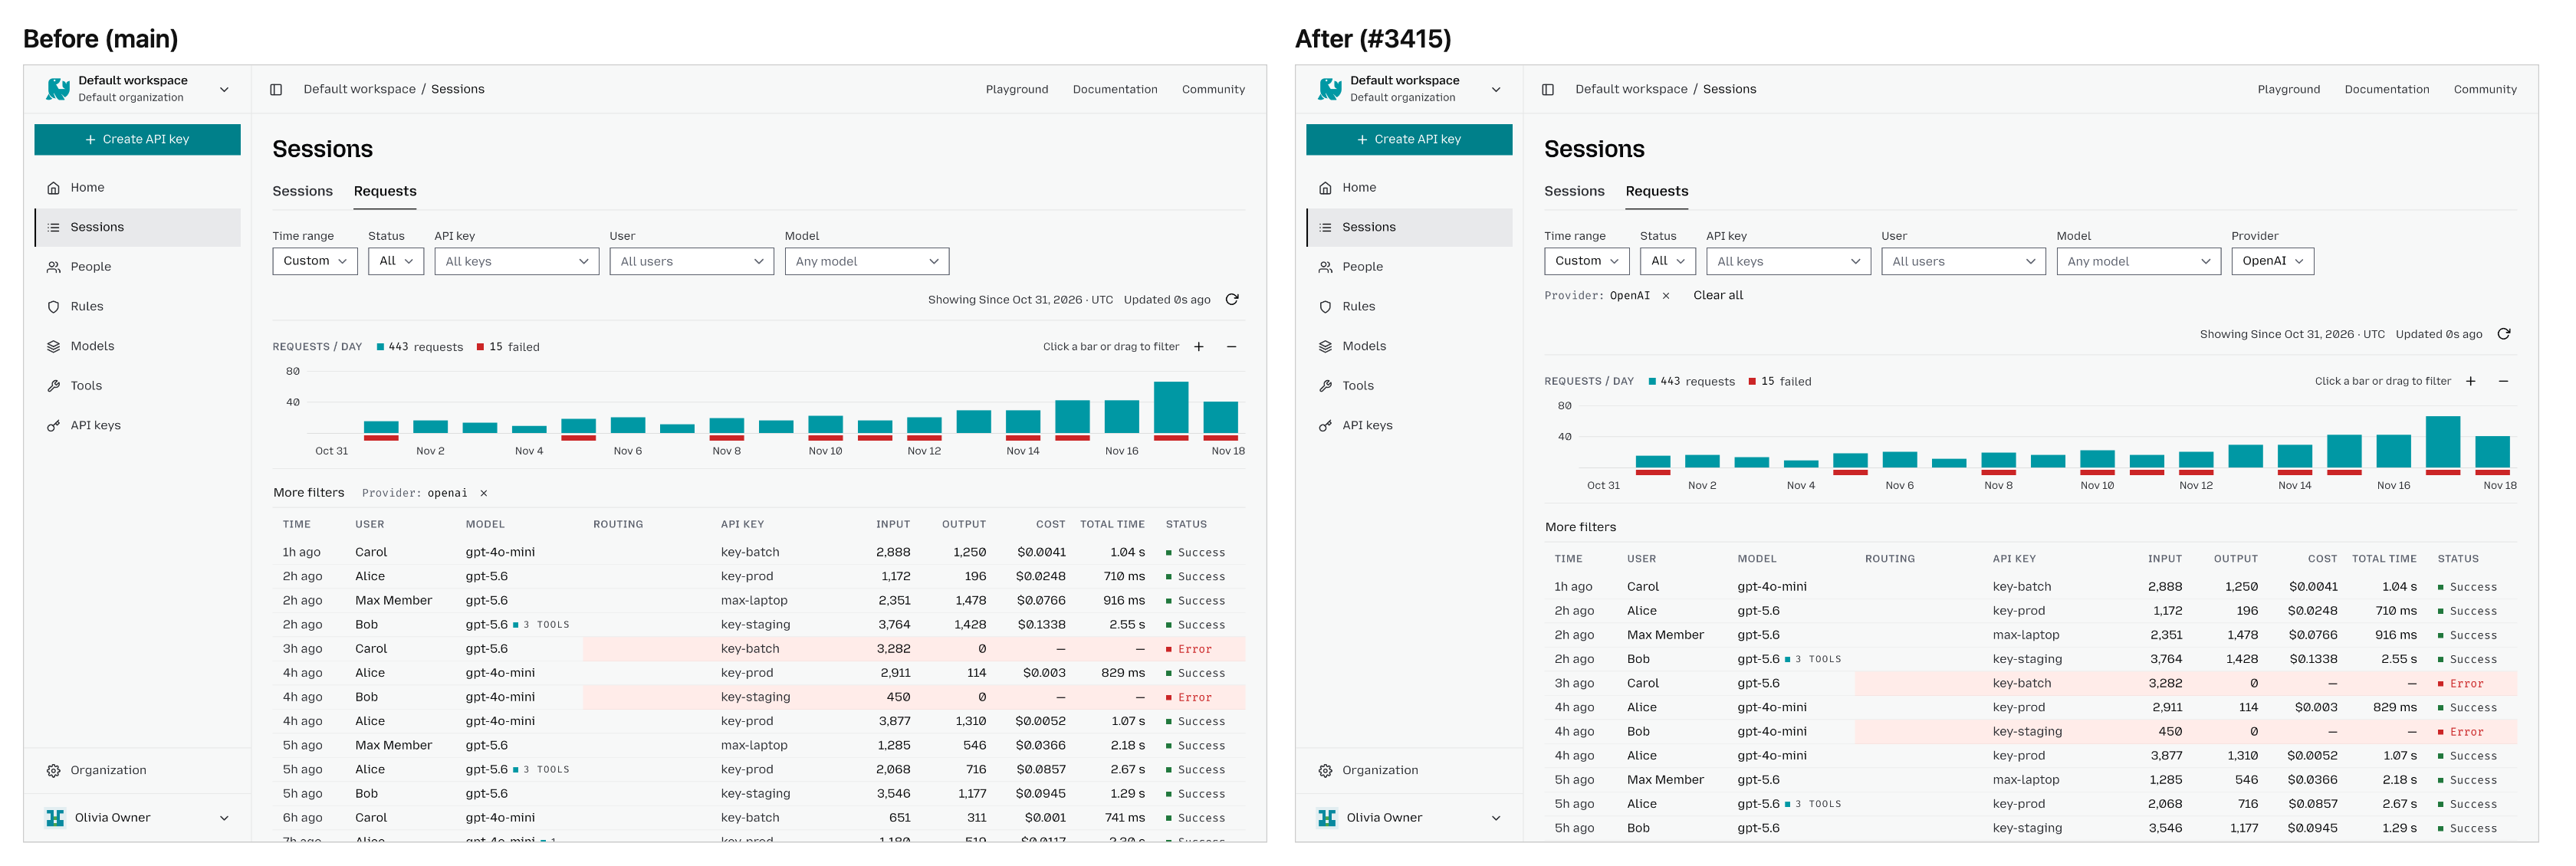 Before (main)
Default workspace
Default organization
Default workspace / Sessions
Playground Documentation Community
+ Create API key
Home
Sessions
People
Rules
Models
Tools
API keys
Organization
Olivia Owner
Sessions
Sessions Requests
Time range Status API key User Model
Custom All All keys All users Any model
Showing Since Oct 31, 2026 · UTC Updated 0s ago
REQUESTS / DAY 443 requests 15 failed Click a bar or drag to filter + −
80
40
Oct 31 Nov 2 Nov 4 Nov 6 Nov 8 Nov 10 Nov 12 Nov 14 Nov 16 Nov 18
More filters Provider: openai ×
TIME USER MODEL ROUTING API KEY INPUT OUTPUT COST TOTAL TIME STATUS
1h ago Carol gpt-4o-mini key-batch 2,888 1,250 $0.0041 1.04 s Success
2h ago Alice gpt-5.6 key-prod 1,172 196 $0.0248 710 ms Success
2h ago Max Member gpt-5.6 max-laptop 2,351 1,478 $0.0766 916 ms Success
2h ago Bob gpt-5.6 3 TOOLS key-staging 3,764 1,428 $0.1338 2.55 s Success
3h ago Carol gpt-5.6 key-batch 3,282 0 — — Error
4h ago Alice gpt-4o-mini key-prod 2,911 114 $0.003 829 ms Success
4h ago Bob gpt-4o-mini key-staging 450 0 — — Error
4h ago Alice gpt-4o-mini key-prod 3,877 1,310 $0.0052 1.07 s Success
5h ago Max Member gpt-5.6 max-laptop 1,285 546 $0.0366 2.18 s Success
5h ago Alice gpt-5.6 3 TOOLS key-prod 2,068 716 $0.0857 2.67 s Success
5h ago Bob gpt-5.6 key-staging 3,546 1,177 $0.0945 1.29 s Success
6h ago Carol gpt-4o-mini key-batch 651 311 $0.001 741 ms Success
After (#3415)
Default workspace
Default organization
Default workspace / Sessions
Playground Documentation Community
+ Create API key
Home
Sessions
People
Rules
Models
Tools
API keys
Organization
Olivia Owner
Sessions
Sessions Requests
Time range Status API key User Model Provider
Custom All All keys All users Any model OpenAI
Provider: OpenAI × Clear all
Showing Since Oct 31, 2026 · UTC Updated 0s ago
REQUESTS / DAY 443 requests 15 failed Click a bar or drag to filter + −
80
40
Oct 31 Nov 2 Nov 4 Nov 6 Nov 8 Nov 10 Nov 12 Nov 14 Nov 16 Nov 18
More filters
TIME USER MODEL ROUTING API KEY INPUT OUTPUT COST TOTAL TIME STATUS
1h ago Carol gpt-4o-mini key-batch 2,888 1,250 $0.0041 1.04 s Success
2h ago Alice gpt-5.6 key-prod 1,172 196 $0.0248 710 ms Success
2h ago Max Member gpt-5.6 max-laptop 2,351 1,478 $0.0766 916 ms Success
2h ago Bob gpt-5.6 3 TOOLS key-staging 3,764 1,428 $0.1338 2.55 s Success
3h ago Carol gpt-5.6 key-batch 3,282 0 — — Error
4h ago Alice gpt-4o-mini key-prod 2,911 114 $0.003 829 ms Success
4h ago Bob gpt-4o-mini key-staging 450 0 — — Error
4h ago Alice gpt-4o-mini key-prod 3,877 1,310 $0.0052 1.07 s Success
5h ago Max Member gpt-5.6 max-laptop 1,285 546 $0.0366 2.18 s Success
5h ago Alice gpt-5.6 3 TOOLS key-prod 2,068 716 $0.0857 2.67 s Success
5h ago Bob gpt-5.6 key-staging 3,546 1,177 $0.0945 1.29 s Success